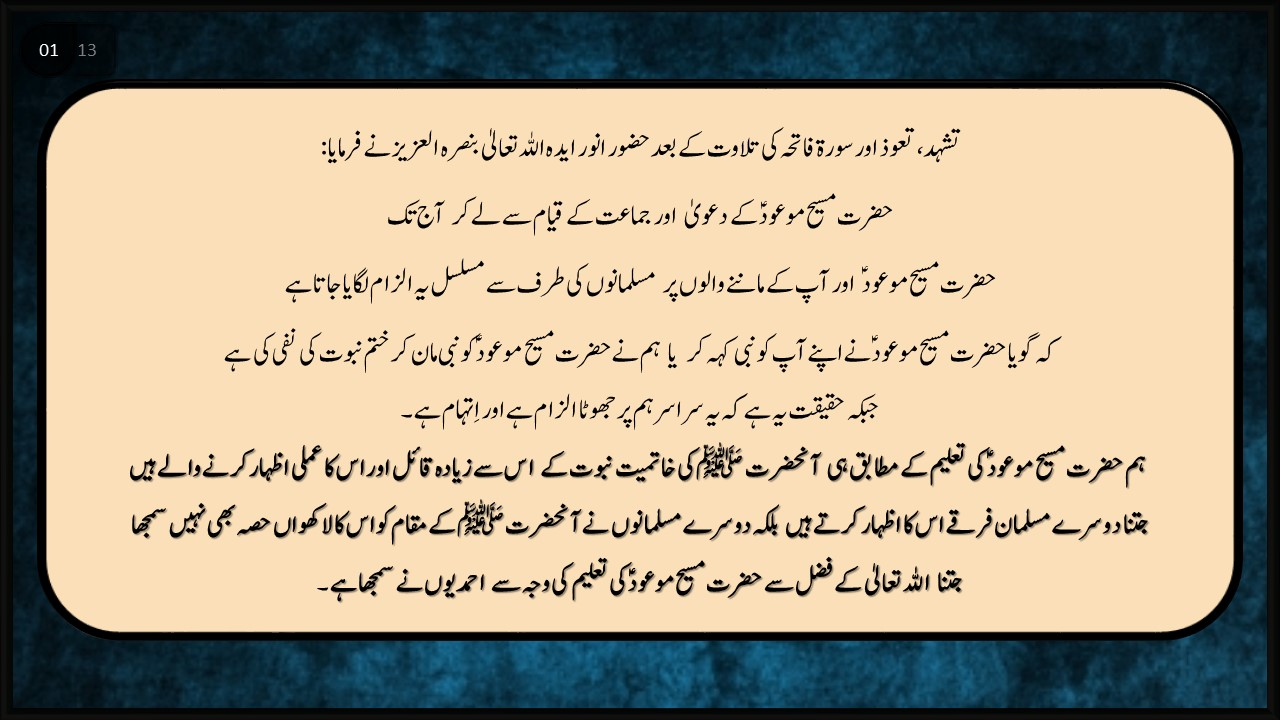 01 13
تشہد، تعوذ اور سورۃ فاتحہ کی تلاوت کے بعد حضور انور ایدہ اللہ تعالیٰ بنصرہ العزیز نے فرمایا:
حضرت مسیح موعودؑ کے دعویٰ اور جماعت کے قیام سے لے کر آج تک
حضرت مسیح موعودؑ اور آپ کے ماننے والوں پر مسلمانوں کی طرف سے مسلسل یہ الزام لگایا جاتا ہے
کہ گویا حضرت مسیح موعودؑ نے اپنے آپ کو نبی کہہ کر یا ہم نے حضرت مسیح موعودؑ کو نبی مان کر ختم نبوت کی نفی کی ہے
جبکہ حقیقت یہ ہے کہ یہ سراسر ہم پر جھوٹا الزام ہے اور اِتہام ہے۔
ہم حضرت مسیح موعودؑ کی تعلیم کے مطابق ہی آنحضرت ﷺ کی خاتمیت نبوت کے اس سے زیادہ قائل اور اس کا عملی اظہار کرنے والے ہیں
جتنا دوسرے مسلمان فرقے اس کا اظہار کرتے ہیں بلکہ دوسرے مسلمانوں نے آنحضرت ﷺ کے مقام کو اس کا لاکھواں حصہ بھی نہیں سمجھا
جتنا اللہ تعالیٰ کے فضل سے حضرت مسیح موعودؑ کی تعلیم کی وجہ سے احمدیوں نے سمجھا ہے۔